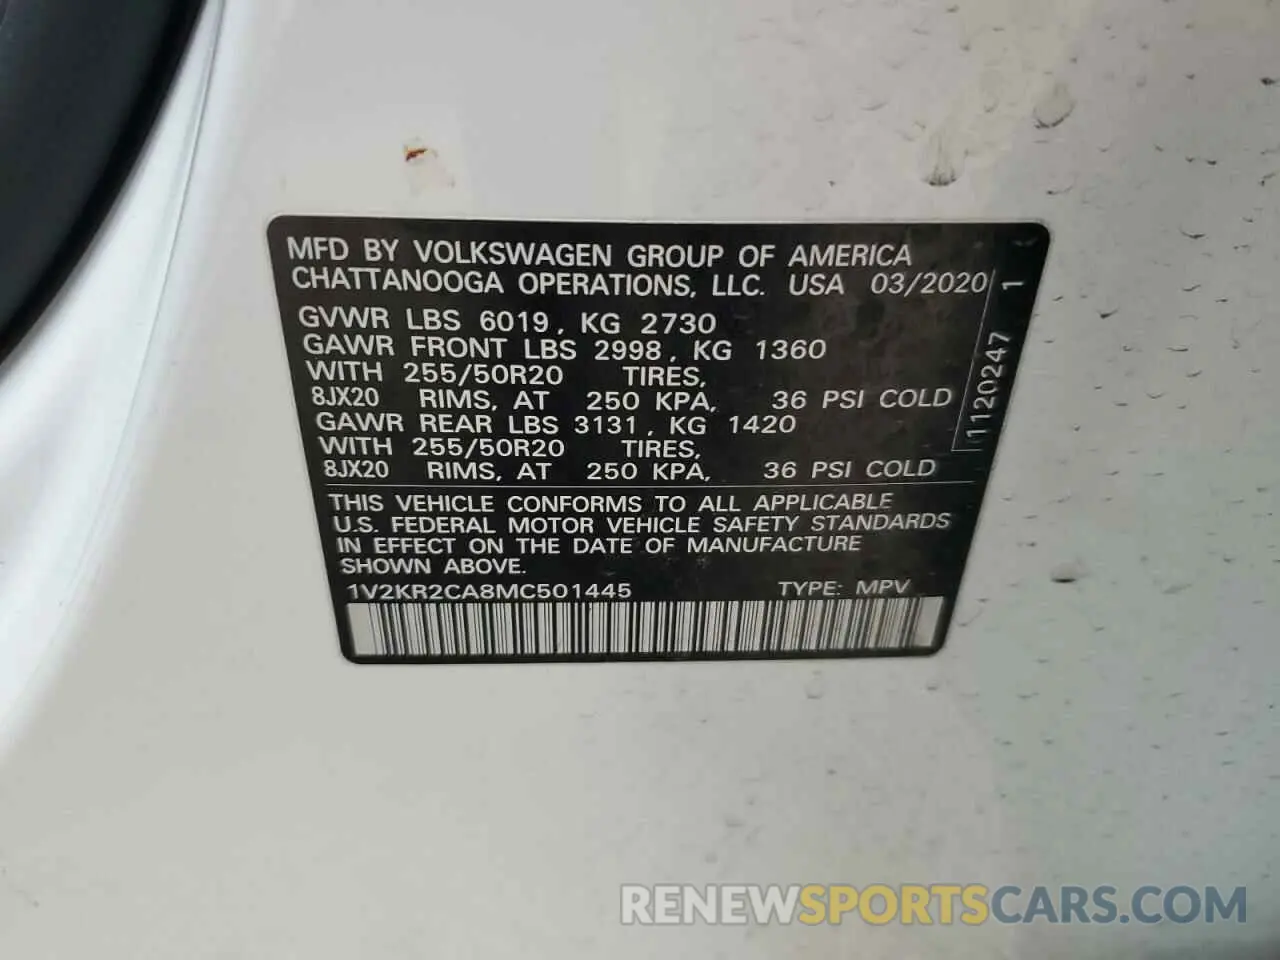 MFD BY VOLKSWAGEN GROUP OF AMERICA
CHATTANOOGA OPERATIONS, LLC. USA 03/2020
GVWR LBS 6019, KG 2730
GAWR FRONT LBS 2998, KG 1360
WITH 255/50R20 TIRES,
8JX20 RIMS, AT 250 KPA, 36 PSI COLD
GAWR REAR LBS 3131, KG 1420
WITH 255/50R20 TIRES,
8JX20 RIMS, AT 250 KPA, 36 PSI COLD
1120247 1
THIS VEHICLE CONFORMS TO ALL APPLICABLE
U.S. FEDERAL MOTOR VEHICLE SAFETY STANDARDS
IN EFFECT ON THE DATE OF MANUFACTURE
SHOWN ABOVE.
1V2KR2CA8MC501445 TYPE: MPV
RENEWSPORTSCARS.COM